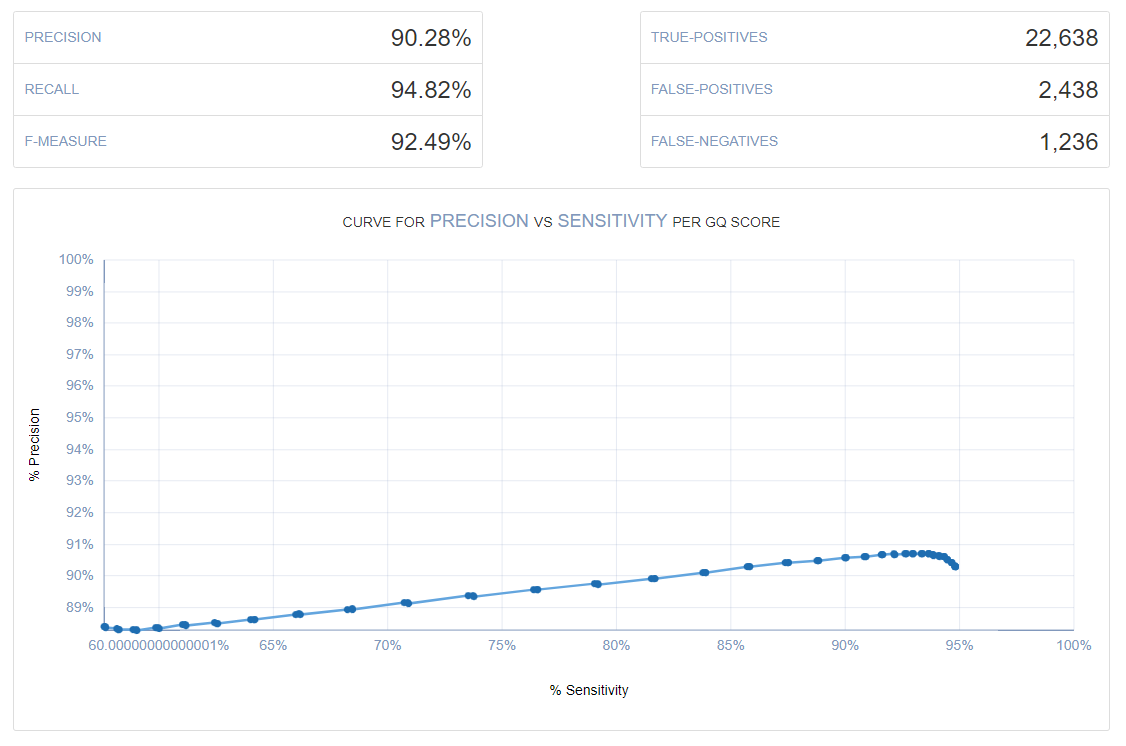 PRECISION 90.28%
RECALL 94.82%
F-MEASURE 92.49%
TRUE-POSITIVES 22,638
FALSE-POSITIVES 2,438
FALSE-NEGATIVES 1,236
CURVE FOR PRECISION VS SENSITIVITY PER GQ SCORE
100%
99%
98%
97%
96%
95%
94%
93%
92%
91%
90%
89%
% Precision
60.00000000000001% 65% 70% 75% 80% 85% 90% 95% 100%
% Sensitivity